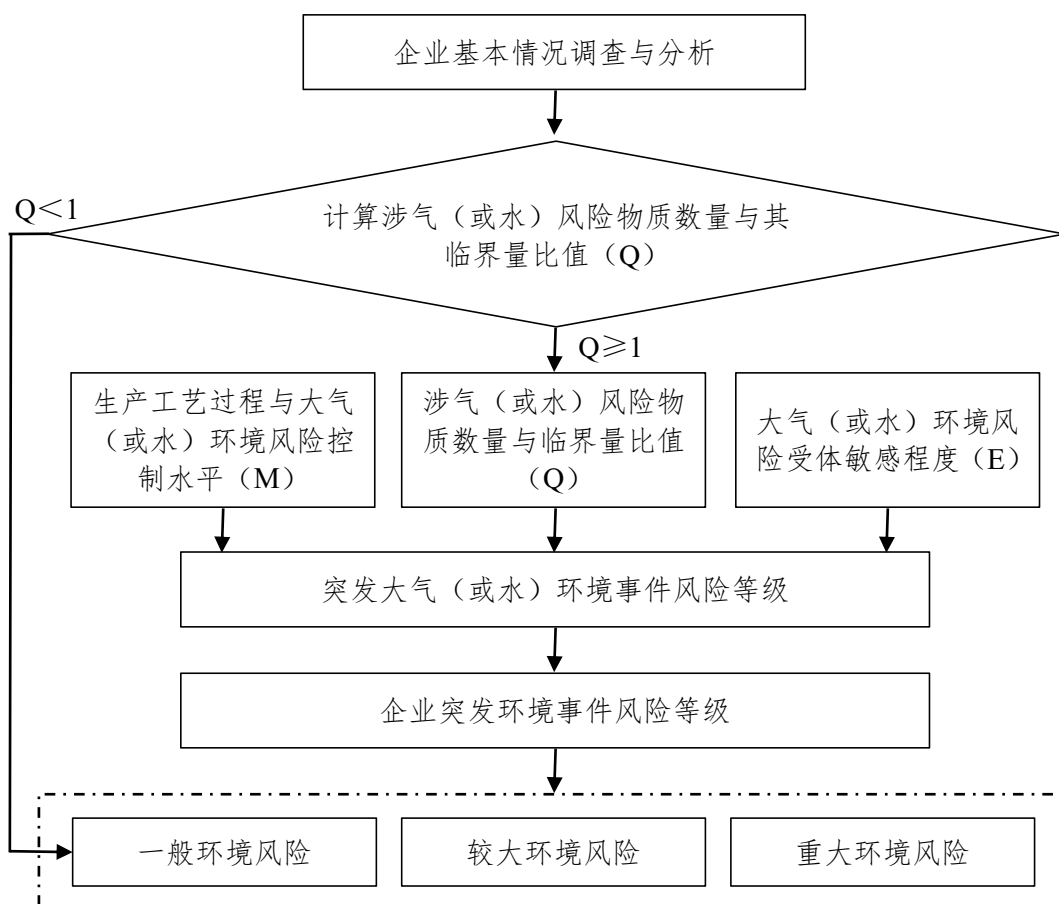 企业基本情况调查与分析
Q＜1
计算涉气（或水）风险物质数量与其
临界量比值（Q）
Q≥1
生产工艺过程与大气
（或水）环境风险控
制水平（M）
涉气（或水）风险物
质数量与临界量比值
（Q）
大气（或水）环境风
险受体敏感程度（E）
突发大气（或水）环境事件风险等级
企业突发环境事件风险等级
一般环境风险
较大环境风险
重大环境风险